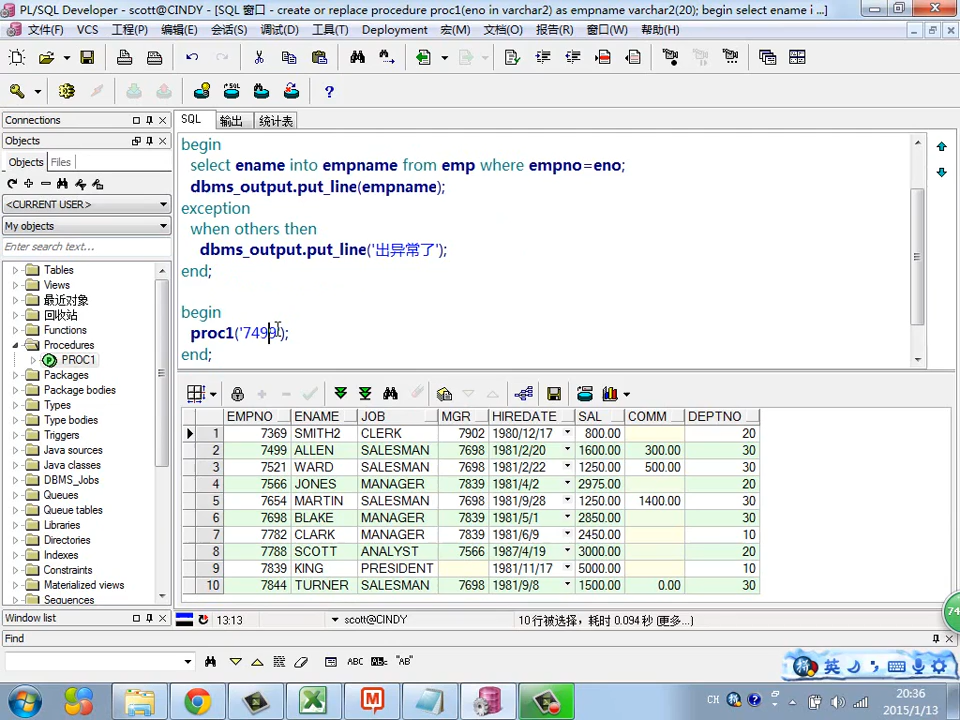 PL/SQL Developer - scott@CINDY - [SQL 窗口 - create or replace procedure proc1(eno in varchar2) as empname varchar2(20); begin select ename i ...]
文件(F) VCS 工程(P) 编辑(E) 会话(S) 调试(D) 工具(T) Deployment 宏(M) 文档(O) 报告(R) 窗口(W) 帮助(H)
Connections
Objects
Objects Files
<CURRENT USER>
My objects
Enter search text...
Tables
Views
最近对象
回收站
Functions
Procedures
PROC1
Packages
Package bodies
Types
Type bodies
Triggers
Java sources
Java classes
DBMS_Jobs
Queues
Queue tables
Libraries
Directories
Indexes
Constraints
Materialized views
Sequences
Window list
SQL 输出 统计表
begin
select ename into empname from emp where empno=eno;
dbms_output.put_line(empname);
exception
when others then
dbms_output.put_line('出异常了');
end;
begin
proc1('7499');
end;
EMPNO ENAME JOB MGR HIREDATE SAL COMM DEPTNO
1 7369 SMITH2 CLERK 7902 1980/12/17 800.00 20
2 7499 ALLEN SALESMAN 7698 1981/2/20 1600.00 300.00 30
3 7521 WARD SALESMAN 7698 1981/2/22 1250.00 500.00 30
4 7566 JONES MANAGER 7839 1981/4/2 2975.00 20
5 7654 MARTIN SALESMAN 7698 1981/9/28 1250.00 1400.00 30
6 7698 BLAKE MANAGER 7839 1981/5/1 2850.00 30
7 7782 CLARK MANAGER 7839 1981/6/9 2450.00 10
8 7788 SCOTT ANALYST 7566 1987/4/19 3000.00 20
9 7839 KING PRESIDENT 1981/11/17 5000.00 10
10 7844 TURNER SALESMAN 7698 1981/9/8 1500.00 0.00 30
74
13:13 scott@CINDY 10 行被选择，耗时 0.094 秒 (更多...)
Find
ABC "AB"
英
CH 20:36
2015/1/13